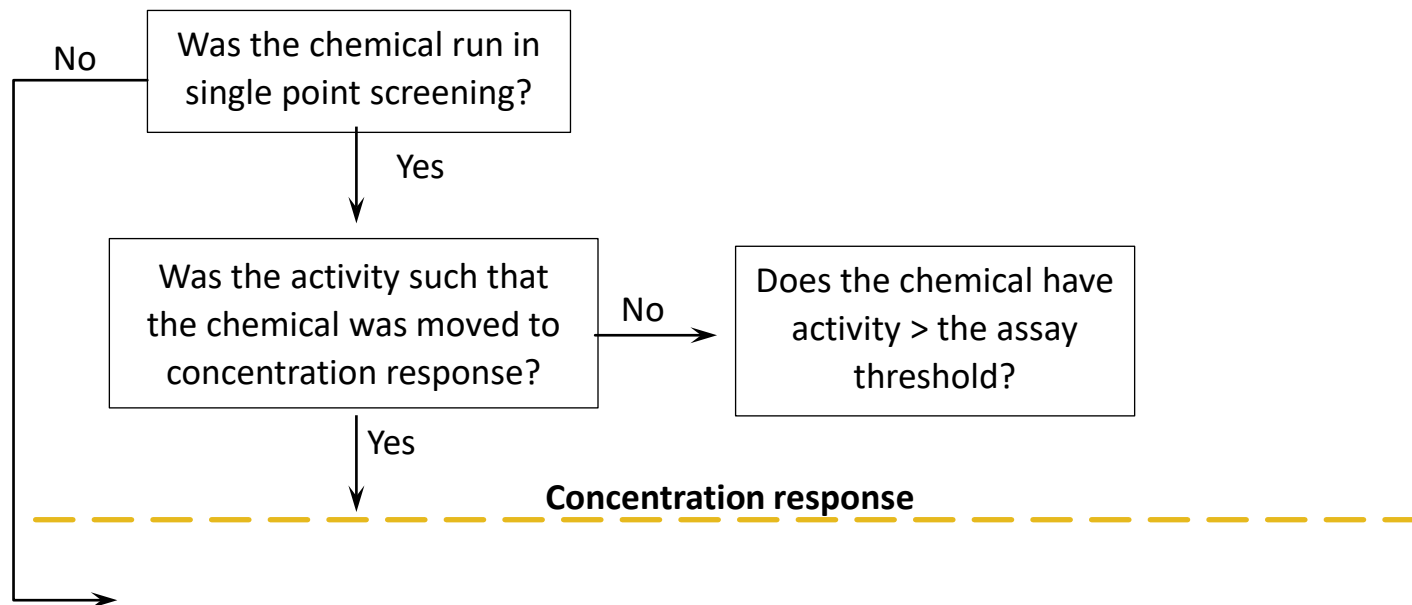 No
Was the chemical run in
single point screening?
Yes
Was the activity such that
the chemical was moved to
concentration response?
No
Does the chemical have
activity > the assay
threshold?
Yes
Concentration response